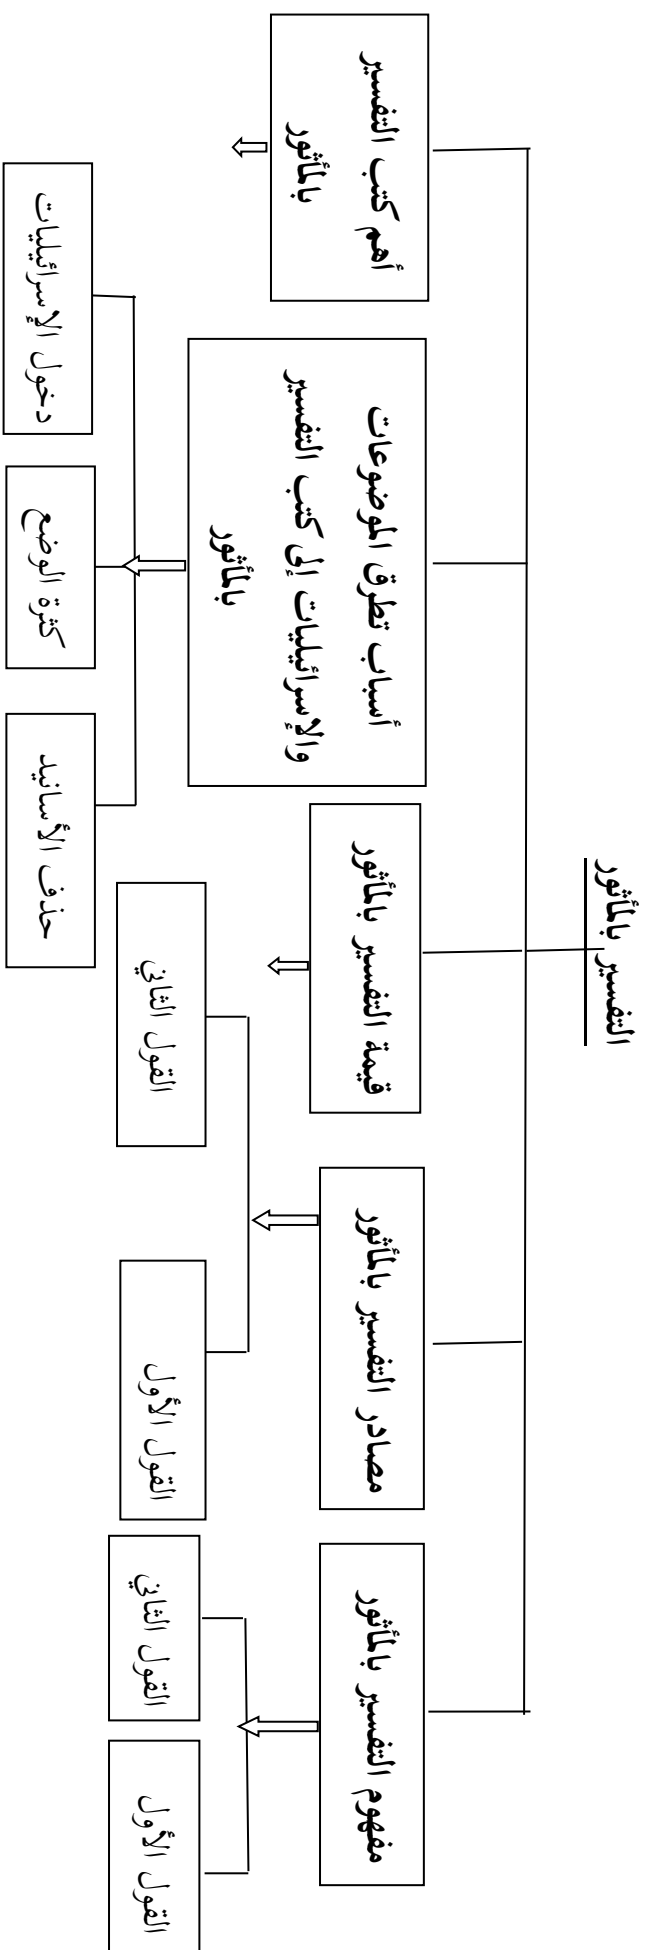 التفسير بالمأثور
مفهوم التفسير بالمأثور
مصادر التفسير بالمأثور
قيمة التفسير بالمأثور
أسباب تطرق الموضوعات
والإسرائيليات إلى كتب التفسير
بالمأثور
أهم كتب التفسير
بالمأثور
القول الأول
القول الثاني
القول الأول
القول الثاني
حذف الأسانيد
كثرة الوضع
دخول الإسرائيليات